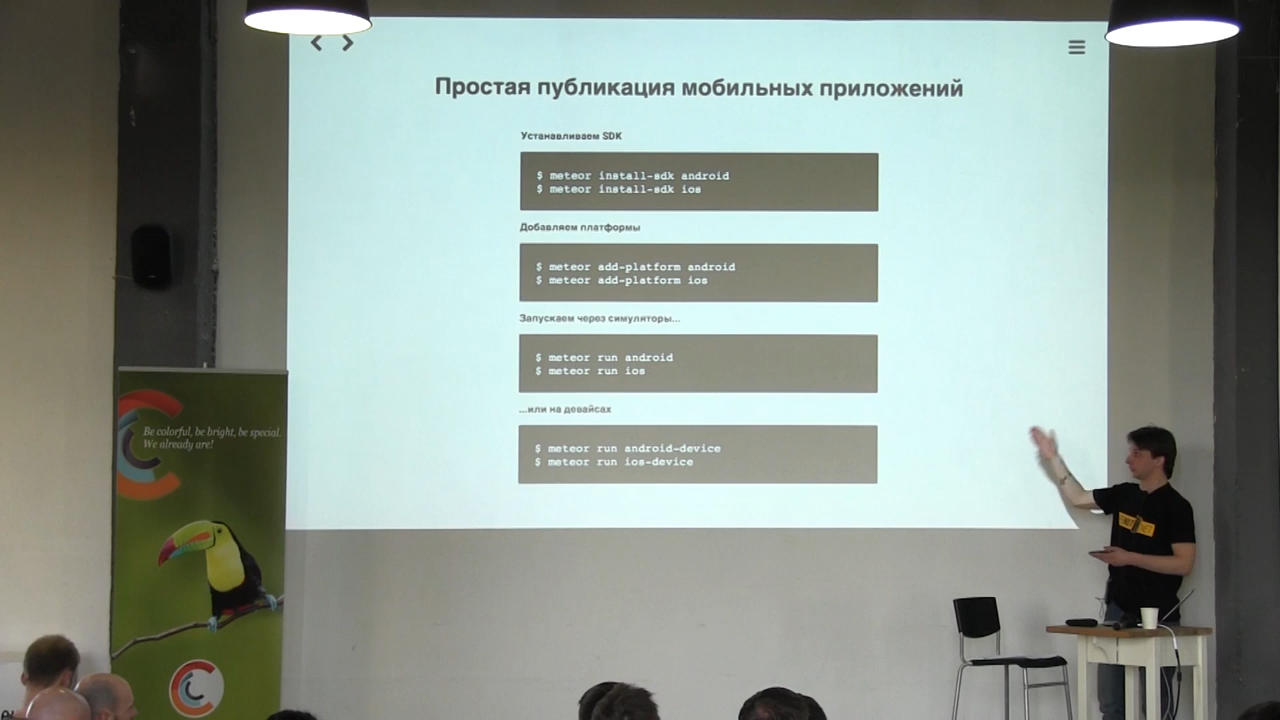 Простая публикация мобильных приложений
Устанавливаем SDK
$ meteor install-sdk android
$ meteor install-sdk ios
Добавляем платформы
$ meteor add-platform android
$ meteor add-platform ios
Запускаем через симуляторы...
$ meteor run android
$ meteor run ios
...или на девайсах
$ meteor run android-device
$ meteor run ios-device
Be colorful, be bright, be special.
We already are!